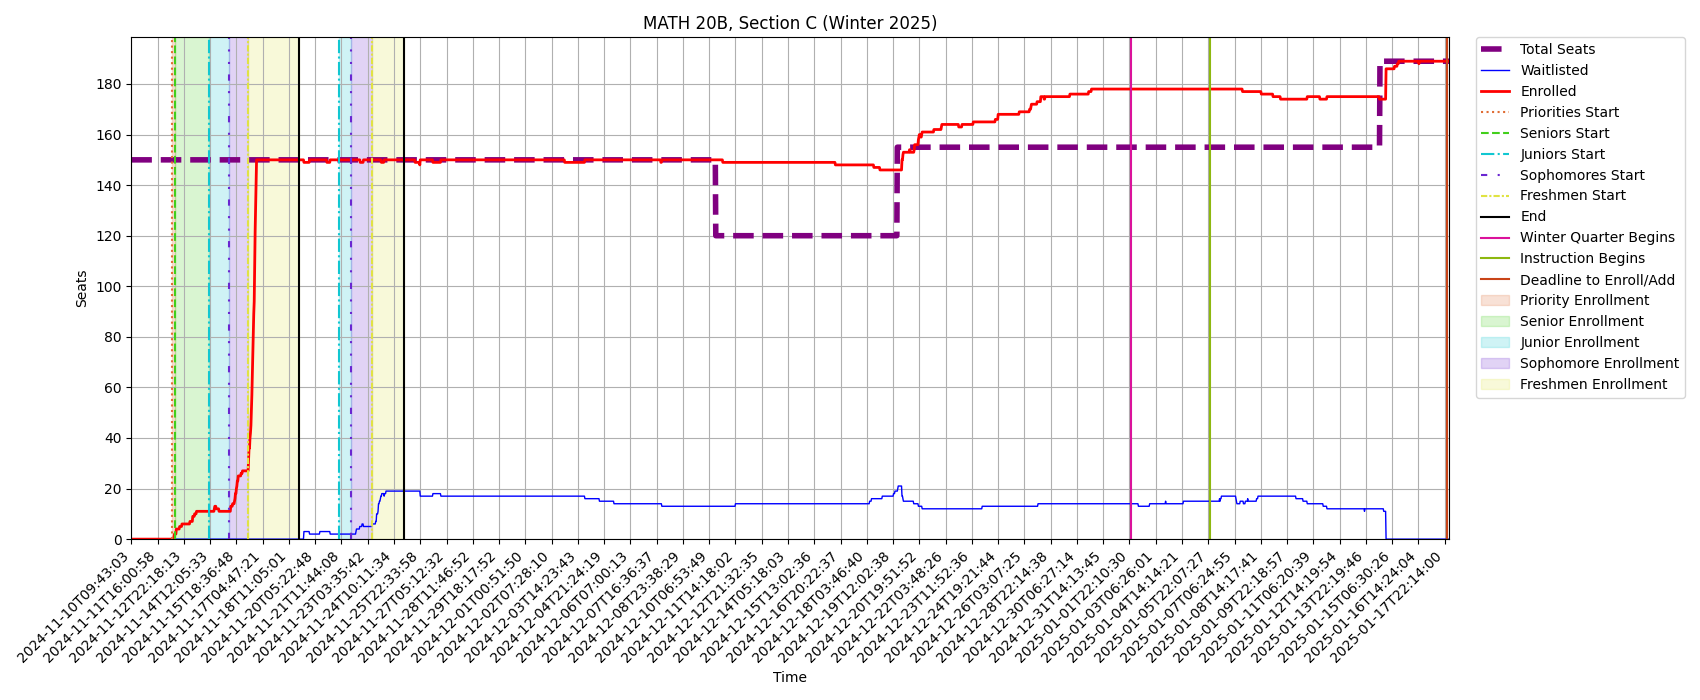 MATH 20B, Section C (Winter 2025)
Seats
180
160
140
120
100
80
60
40
20
0
2024-11-10T09:43:03
2024-11-11T16:00:58
2024-11-12T22:18:13
2024-11-14T12:05:33
2024-11-15T18:36:48
2024-11-17T04:47:21
2024-11-18T11:05:01
2024-11-20T05:22:48
2024-11-21T11:44:08
2024-11-23T03:35:42
2024-11-24T10:11:34
2024-11-25T22:33:58
2024-11-27T05:12:32
2024-11-28T11:46:52
2024-11-29T18:17:52
2024-12-01T00:51:50
2024-12-02T07:28:10
2024-12-03T14:23:43
2024-12-04T21:24:19
2024-12-06T07:00:13
2024-12-07T16:36:37
2024-12-08T23:38:29
2024-12-10T06:53:49
2024-12-11T14:18:02
2024-12-12T21:32:35
2024-12-14T05:18:03
2024-12-15T13:02:36
2024-12-16T20:22:37
2024-12-18T03:46:40
2024-12-19T12:02:38
2024-12-20T19:51:52
2024-12-22T03:48:26
2024-12-23T11:52:36
2024-12-24T19:21:44
2024-12-26T03:07:25
2024-12-28T22:14:38
2024-12-30T06:27:14
2024-12-31T14:13:45
2025-01-01T22:10:30
2025-01-03T06:26:01
2025-01-04T14:14:21
2025-01-05T22:07:27
2025-01-07T06:24:55
2025-01-08T14:17:41
2025-01-09T22:18:57
2025-01-11T06:20:39
2025-01-12T14:19:54
2025-01-13T22:19:46
2025-01-15T06:30:26
2025-01-16T14:24:04
2025-01-17T22:14:00
Time
Total Seats
Waitlisted
Enrolled
Priorities Start
Seniors Start
Juniors Start
Sophomores Start
Freshmen Start
End
Winter Quarter Begins
Instruction Begins
Deadline to Enroll/Add
Priority Enrollment
Senior Enrollment
Junior Enrollment
Sophomore Enrollment
Freshmen Enrollment